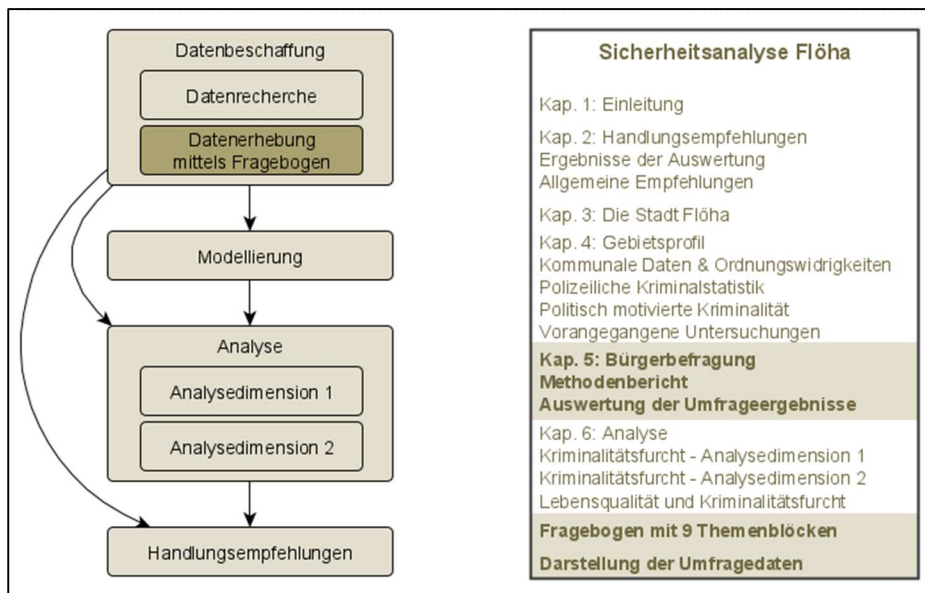 Datenbeschaffung
Datenrecherche
Datenerhebung
mittels Fragebogen
Modellierung
Analyse
Analysedimension 1
Analysedimension 2
Handlungsempfehlungen
Sicherheitsanalyse Flöha
Kap. 1: Einleitung
Kap. 2: Handlungsempfehlungen
Ergebnisse der Auswertung
Allgemeine Empfehlungen
Kap. 3: Die Stadt Flöha
Kap. 4: Gebietsprofil
Kommunale Daten & Ordnungswidrigkeiten
Polizeiliche Kriminalstatistik
Politisch motivierte Kriminalität
Vorangegangene Untersuchungen
Kap. 5: Bürgerbefragung
Methodenbericht
Auswertung der Umfrageergebnisse
Kap. 6: Analyse
Kriminalitätsfurcht - Analysedimension 1
Kriminalitätsfurcht - Analysedimension 2
Lebensqualität und Kriminalitätsfurcht
Fragebogen mit 9 Themenblöcken
Darstellung der Umfragedaten